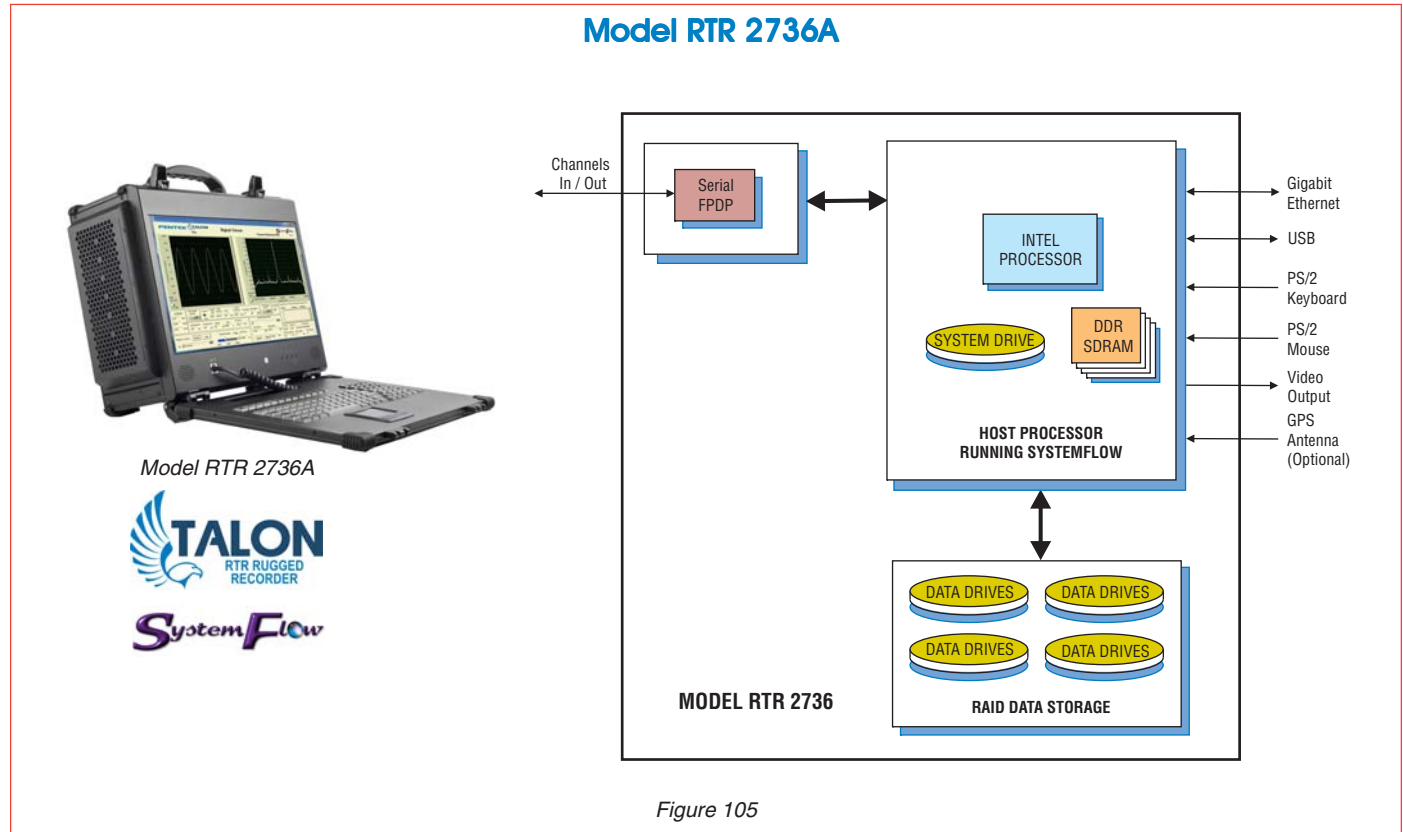 Model RTR 2736A
Channels
In / Out
Serial
FPDP
INTEL
PROCESSOR
SYSTEM DRIVE
DDR
SDRAM
HOST PROCESSOR
RUNNING SYSTEMFLOW
Gigabit
Ethernet
USB
PS/2
Keyboard
PS/2
Mouse
Video
Output
GPS
Antenna
(Optional)
DATA DRIVES
DATA DRIVES
DATA DRIVES
DATA DRIVES
RAID DATA STORAGE
MODEL RTR 2736
PENTEK TALON
Model RTR 2736A
TALON
RTR RUGGED
RECORDER
SystemFlow
Figure 105